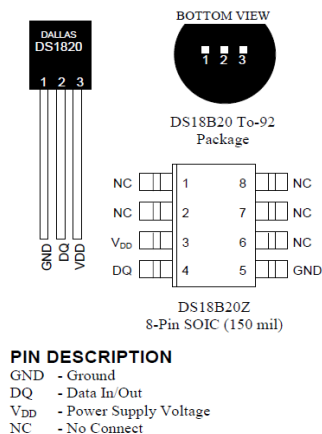 BOTTOM VIEW
DALLAS
DS1820
1 2 3
1 2 3
GND
DQ
VDD
DS18B20 To-92
Package
NC 1 8 NC
NC 2 7 NC
VDD 3 6 NC
DQ 4 5 GND
DS18B20Z
8-Pin SOIC (150 mil)
PIN DESCRIPTION
GND - Ground
DQ - Data In/Out
VDD - Power Supply Voltage
NC - No Connect